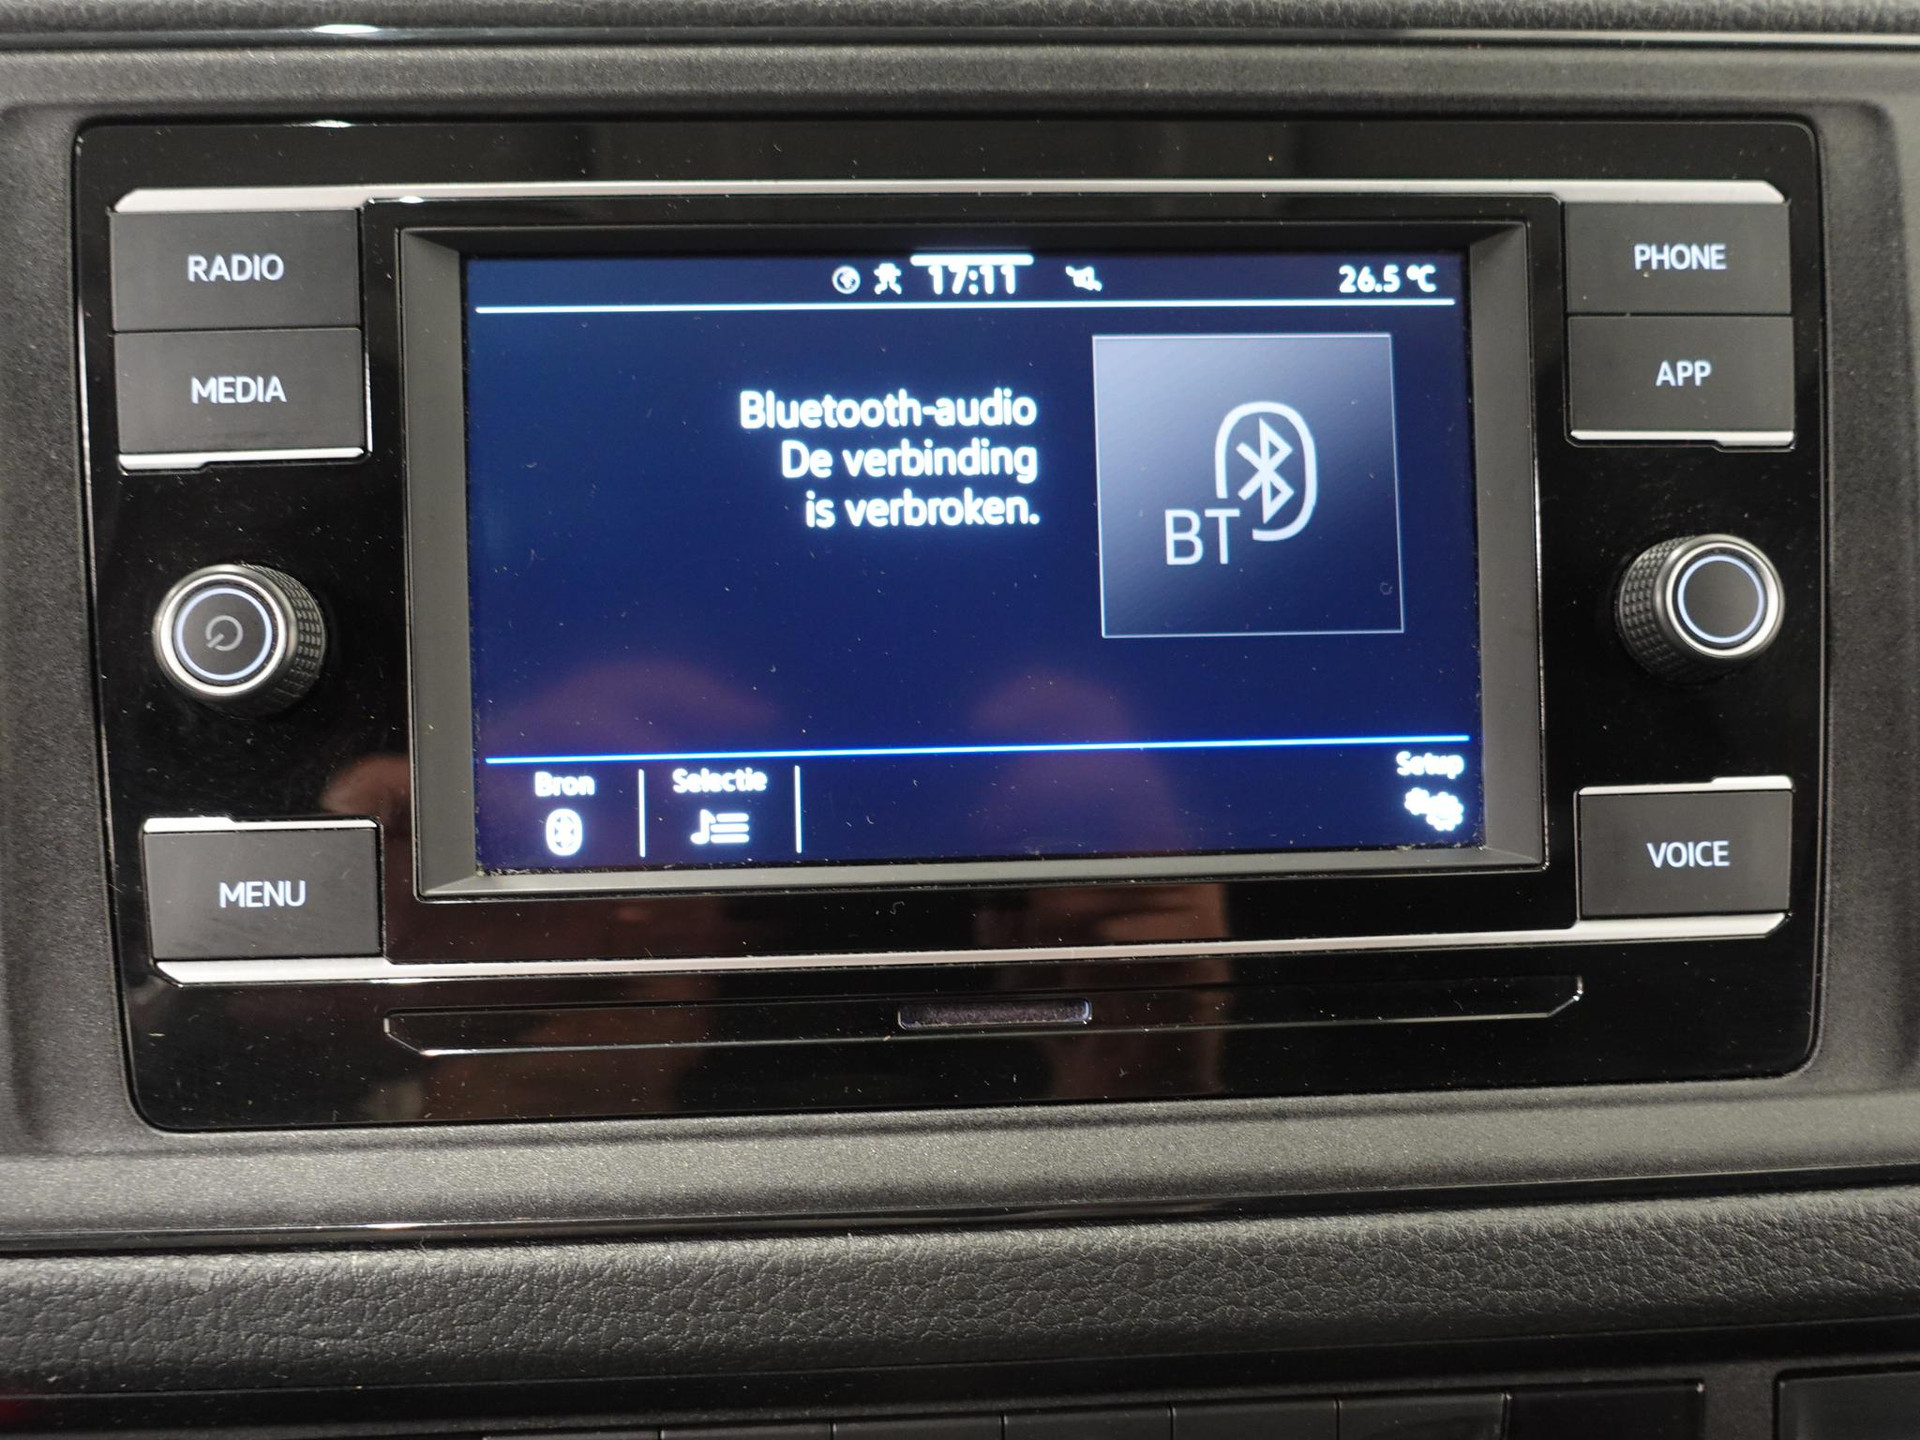 RADIO
MEDIA
MENU
17:11
26.5 °C
Bluetooth-audio
De verbinding
is verbroken.
BT
Bron
Selectie
Setup
PHONE
APP
VOICE